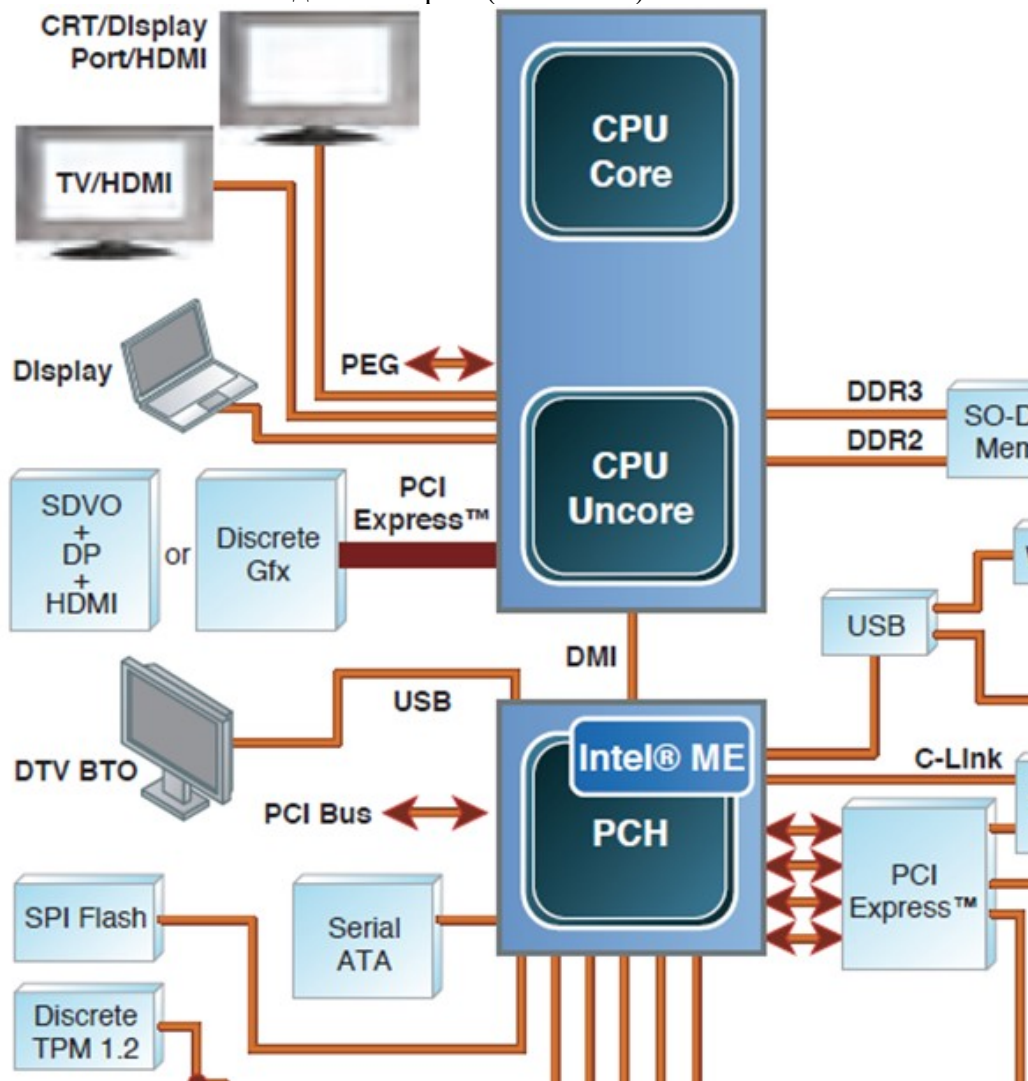 CRT/Display
Port/HDMI
TV/HDMI
CPU
Core
Display
PEG
DDR3
DDR2
CPU
Uncore
SDVO
+
DP
+
HDMI
or
Discrete
Gfx
PCI
Express™
USB
DMI
USB
DTV BTO
Intel® ME
PCH
C-Link
PCI Bus
SPI Flash
Serial
ATA
PCI
Express™
Discrete
TPM 1.2